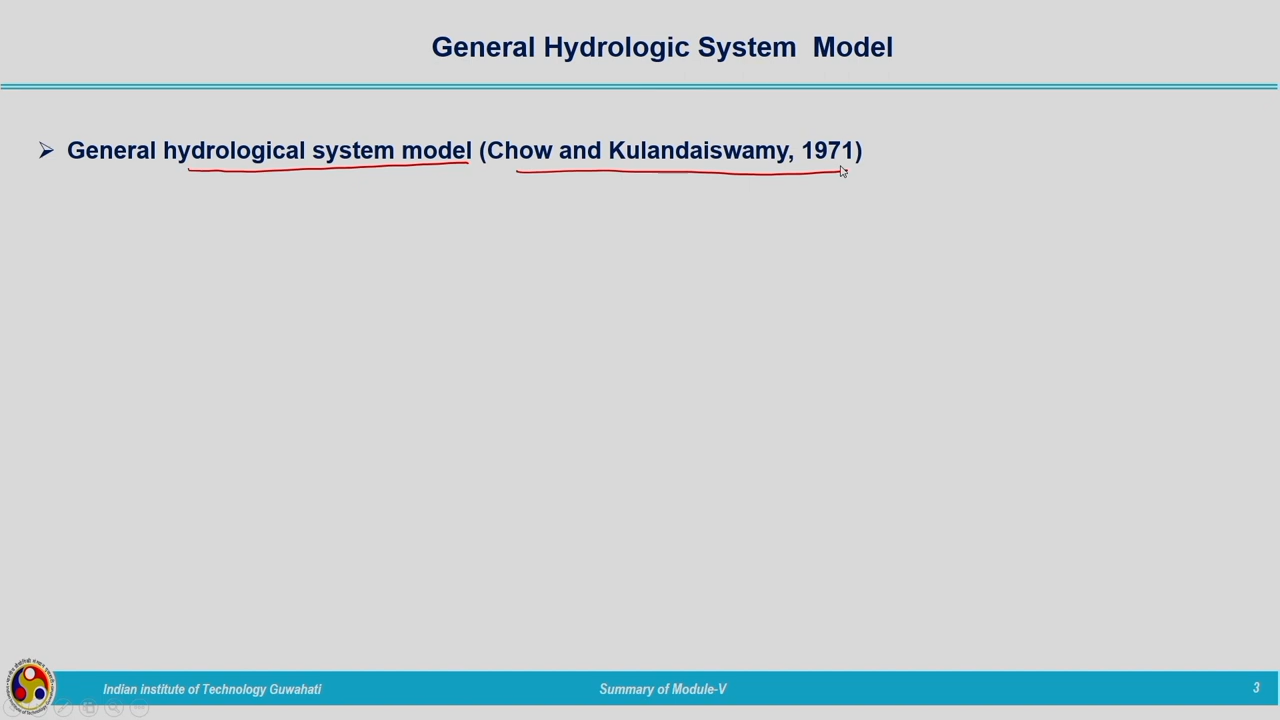 General Hydrologic System Model
➢ General hydrological system model (Chow and Kulandaiswamy, 1971)
Indian institute of Technology Guwahati
Summary of Module-V
3